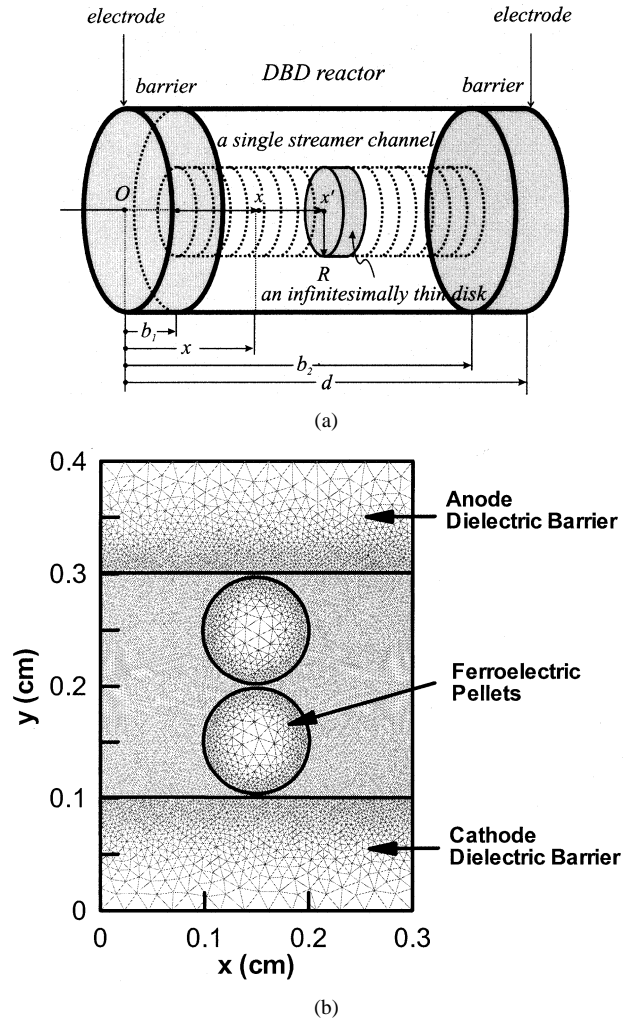 electrode
electrode
barrier
DBD reactor
barrier
a single streamer channel
O
x
x'
R
an infinitesimally thin disk
b₁
x
b₂
d
(a)
0.4
Anode
Dielectric Barrier
0.3
Ferroelectric
Pellets
y (cm)
0.2
0.1
Cathode
Dielectric Barrier
0
0
0.1
0.2
0.3
x (cm)
(b)